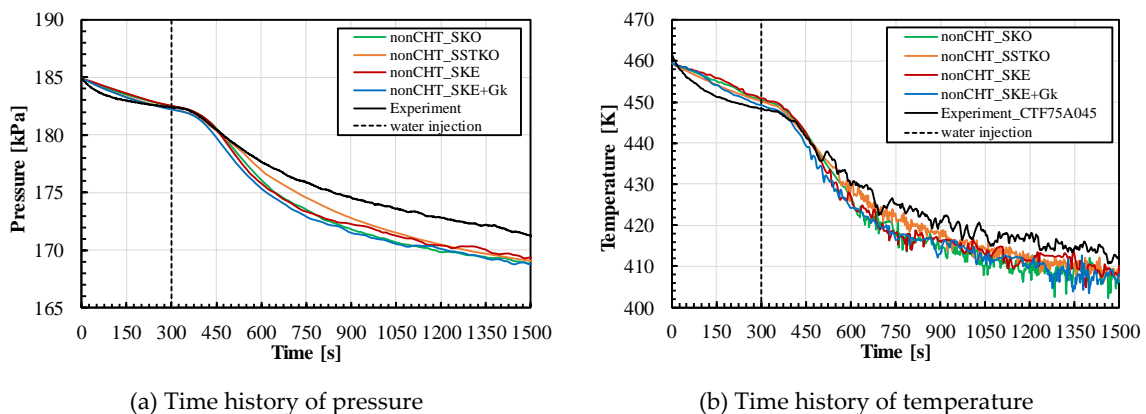 190
185
180
175
170
165
Pressure [kPa]
0 150 300 450 600 750 900 1050 1200 1350 1500
Time [s]
nonCHT_SKO
nonCHT_SSTKO
nonCHT_SKE
nonCHT_SKE+Gk
Experiment
water injection
(a) Time history of pressure
480
470
460
450
440
430
420
410
400
Temperature [K]
0 150 300 450 600 750 900 1050 1200 1350 1500
Time [s]
nonCHT_SKO
nonCHT_SSTKO
nonCHT_SKE
nonCHT_SKE+Gk
Experiment_CTF75A045
water injection
(b) Time history of temperature